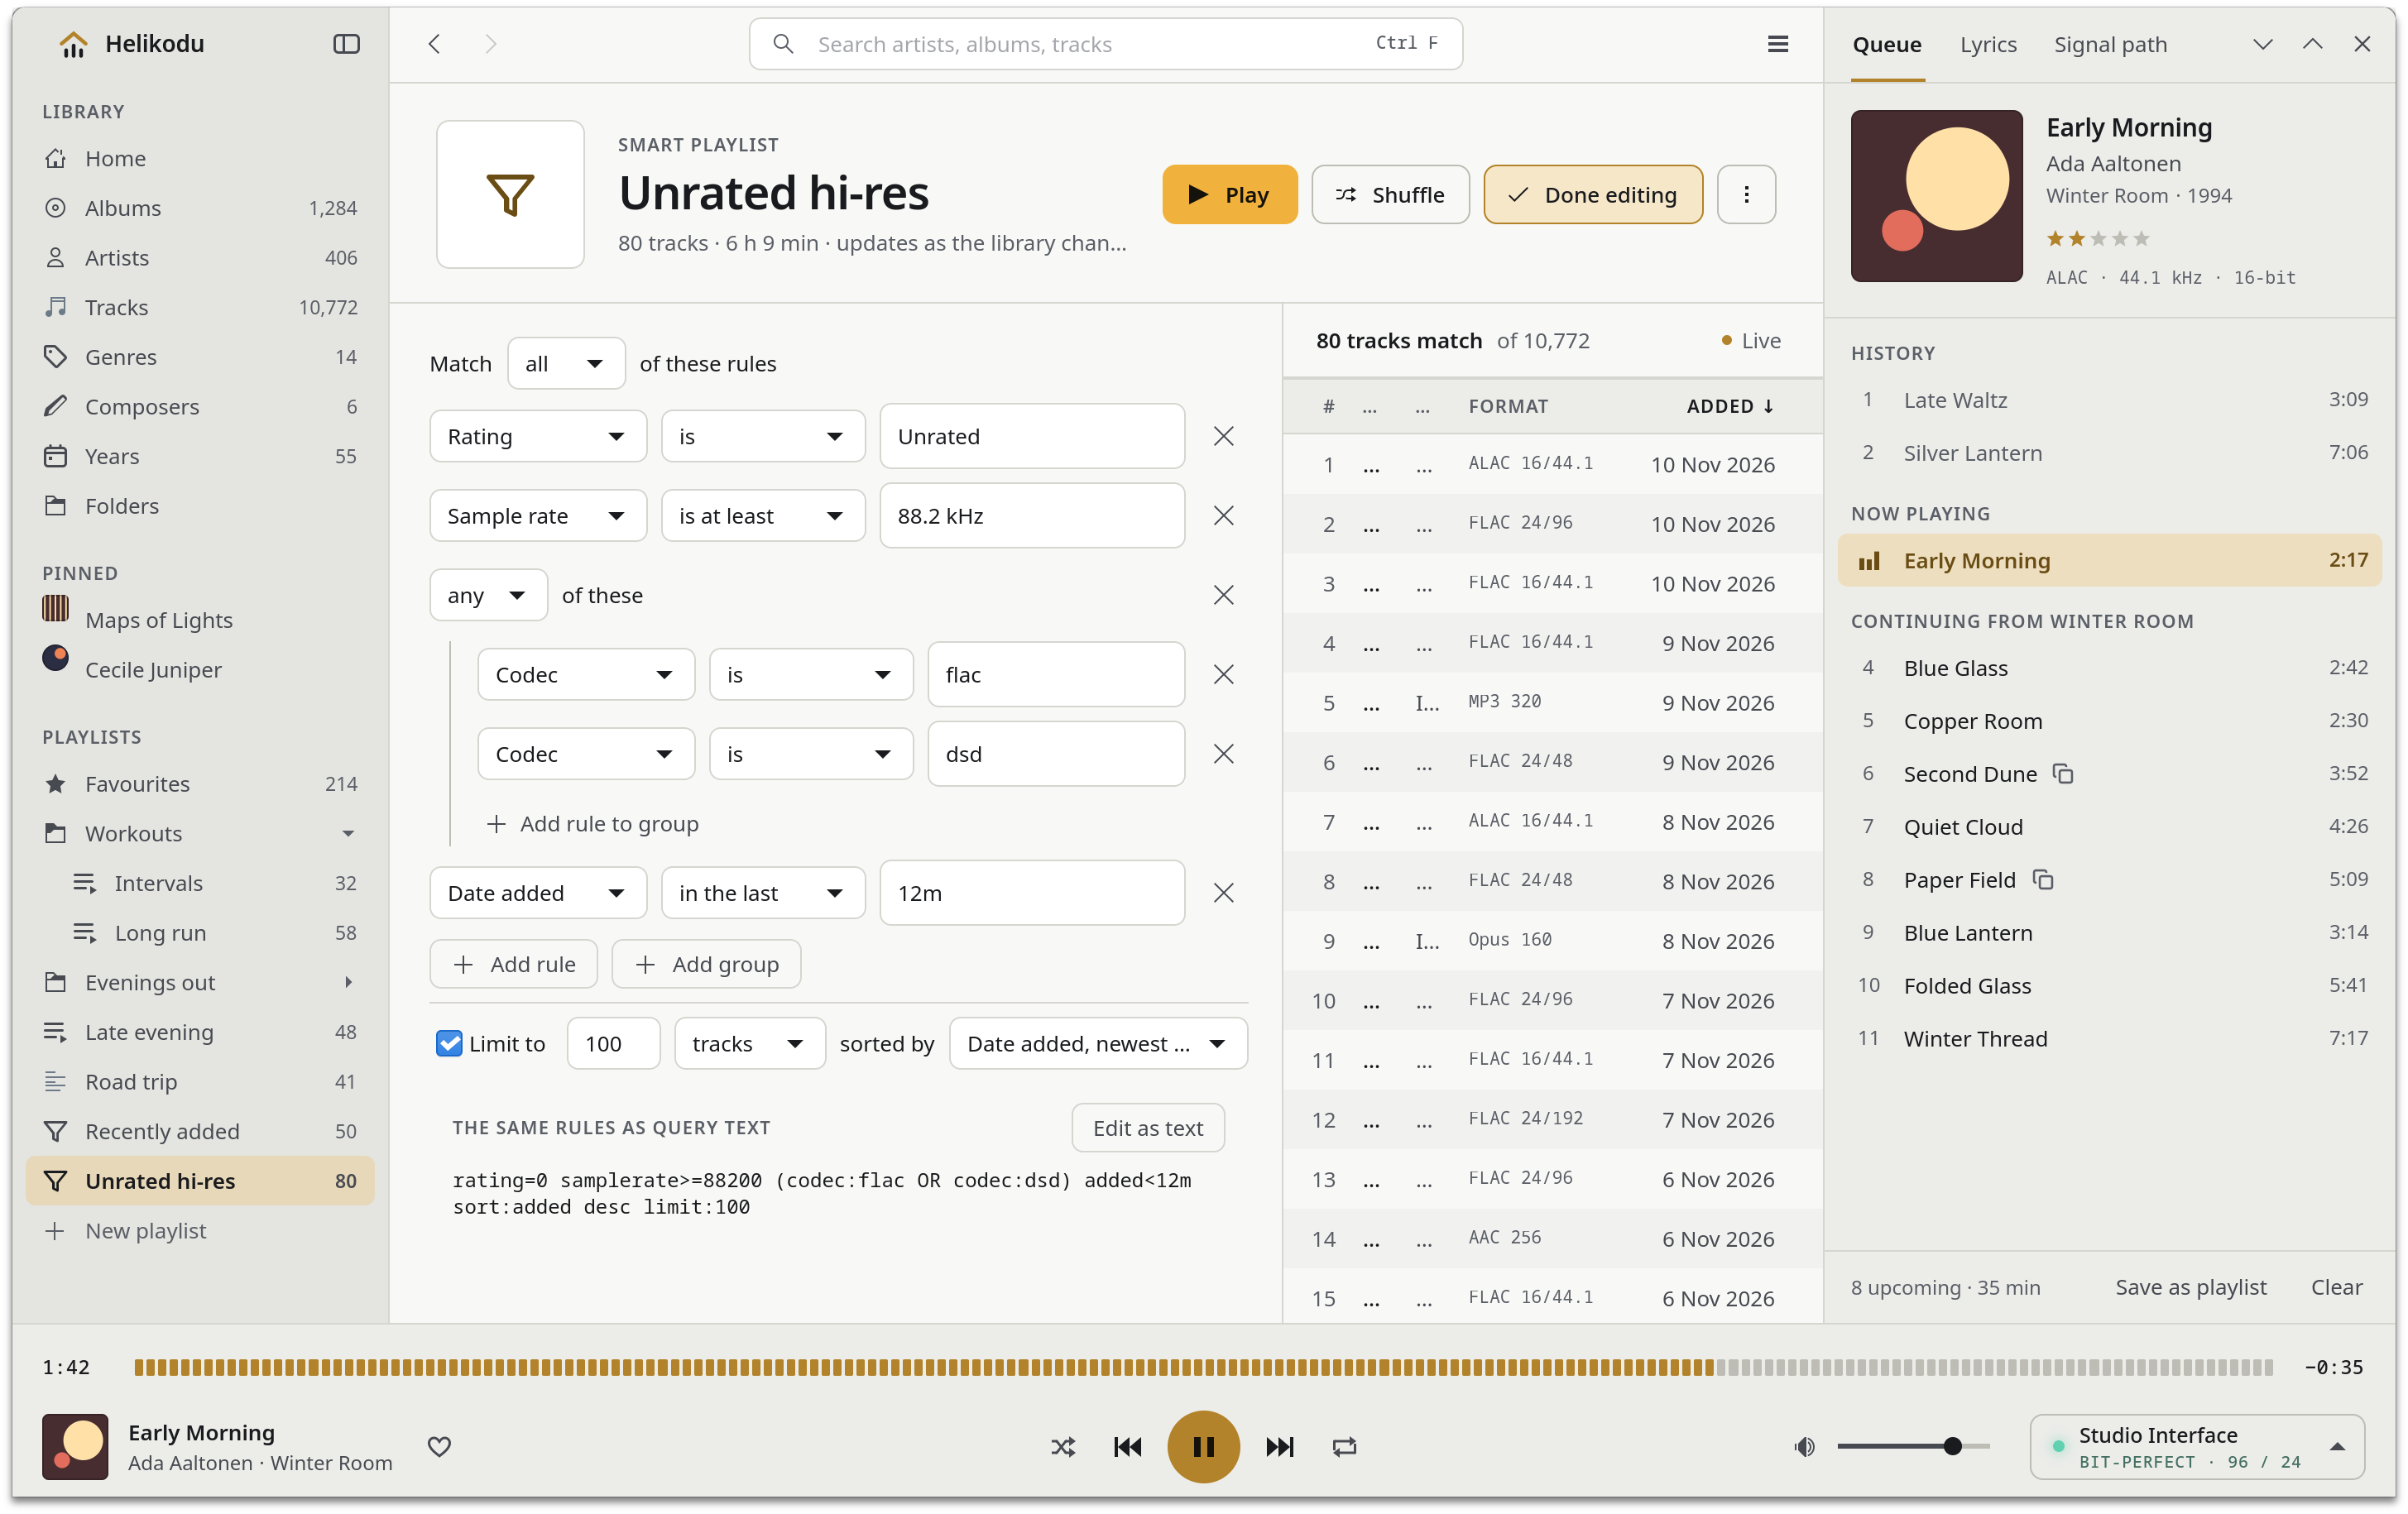 Helikodu
LIBRARY
Home
Albums 1,284
Artists 406
Tracks 10,772
Genres 14
Composers 6
Years 55
Folders
PINNED
Maps of Lights
Cecile Juniper
PLAYLISTS
Favourites 214
Workouts
Intervals 32
Long run 58
Evenings out
Late evening 48
Road trip 41
Recently added 50
Unrated hi-res 80
New playlist
Search artists, albums, tracks Ctrl F
SMART PLAYLIST
Unrated hi-res
80 tracks · 6 h 9 min · updates as the library chan…
Play Shuffle Done editing
Match all of these rules
Rating is Unrated
Sample rate is at least 88.2 kHz
any of these
Codec is flac
Codec is dsd
Add rule to group
Date added in the last 12m
Add rule Add group
Limit to 100 tracks sorted by Date added, newest …
THE SAME RULES AS QUERY TEXT Edit as text
rating=0 samplerate>=88200 (codec:flac OR codec:dsd) added<12m
sort:added desc limit:100
80 tracks match of 10,772 Live
# … … FORMAT ADDED ↓
1 … … ALAC 16/44.1 10 Nov 2026
2 … … FLAC 24/96 10 Nov 2026
3 … … FLAC 16/44.1 10 Nov 2026
4 … … FLAC 16/44.1 9 Nov 2026
5 … I… MP3 320 9 Nov 2026
6 … … FLAC 24/48 9 Nov 2026
7 … … ALAC 16/44.1 8 Nov 2026
8 … … FLAC 24/48 8 Nov 2026
9 … I… Opus 160 8 Nov 2026
10 … … FLAC 24/96 7 Nov 2026
11 … … FLAC 16/44.1 7 Nov 2026
12 … … FLAC 24/192 7 Nov 2026
13 … … FLAC 24/96 6 Nov 2026
14 … … AAC 256 6 Nov 2026
15 … … FLAC 16/44.1 6 Nov 2026
Queue Lyrics Signal path
Early Morning
Ada Aaltonen
Winter Room · 1994
ALAC · 44.1 kHz · 16-bit
HISTORY
1 Late Waltz 3:09
2 Silver Lantern 7:06
NOW PLAYING
Early Morning 2:17
CONTINUING FROM WINTER ROOM
4 Blue Glass 2:42
5 Copper Room 2:30
6 Second Dune 3:52
7 Quiet Cloud 4:26
8 Paper Field 5:09
9 Blue Lantern 3:14
10 Folded Glass 5:41
11 Winter Thread 7:17
8 upcoming · 35 min Save as playlist Clear
1:42 −0:35
Early Morning
Ada Aaltonen · Winter Room
Studio Interface
BIT-PERFECT · 96 / 24